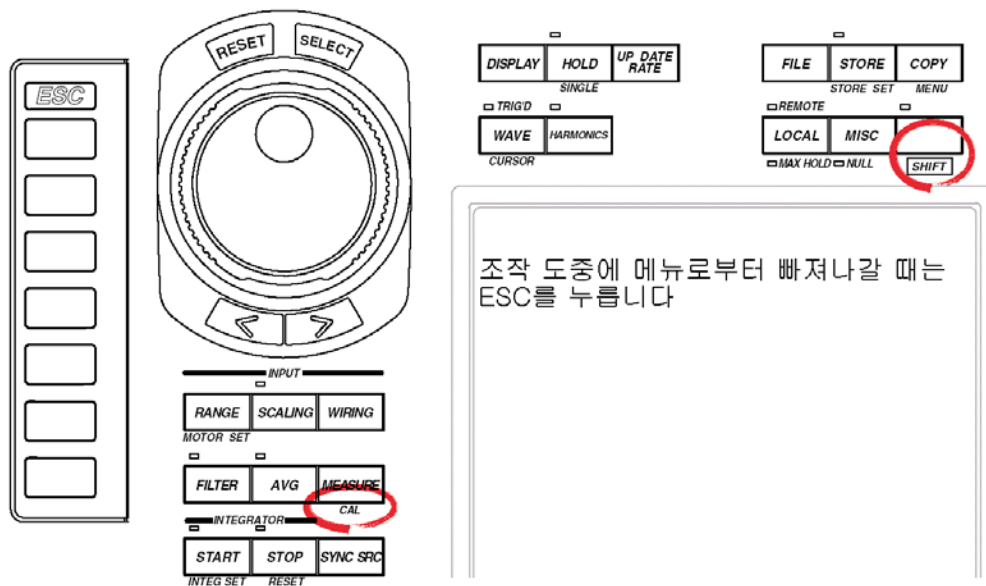 ESC
RESET SELECT
DISPLAY HOLD UP DATE RATE
SINGLE
TRIG'D
WAVE HARMONICS
CURSOR
FILE STORE COPY
STORE SET MENU
REMOTE
LOCAL MISC
MAX HOLD NULL SHIFT
조작 도중에 메뉴로부터 빠져나갈 때는
ESC를 누릅니다
< >
INPUT
RANGE SCALING WIRING
MOTOR SET
FILTER AVG MEASURE
CAL
INTEGRATOR
START STOP SYNC SRC
INTEG SET RESET